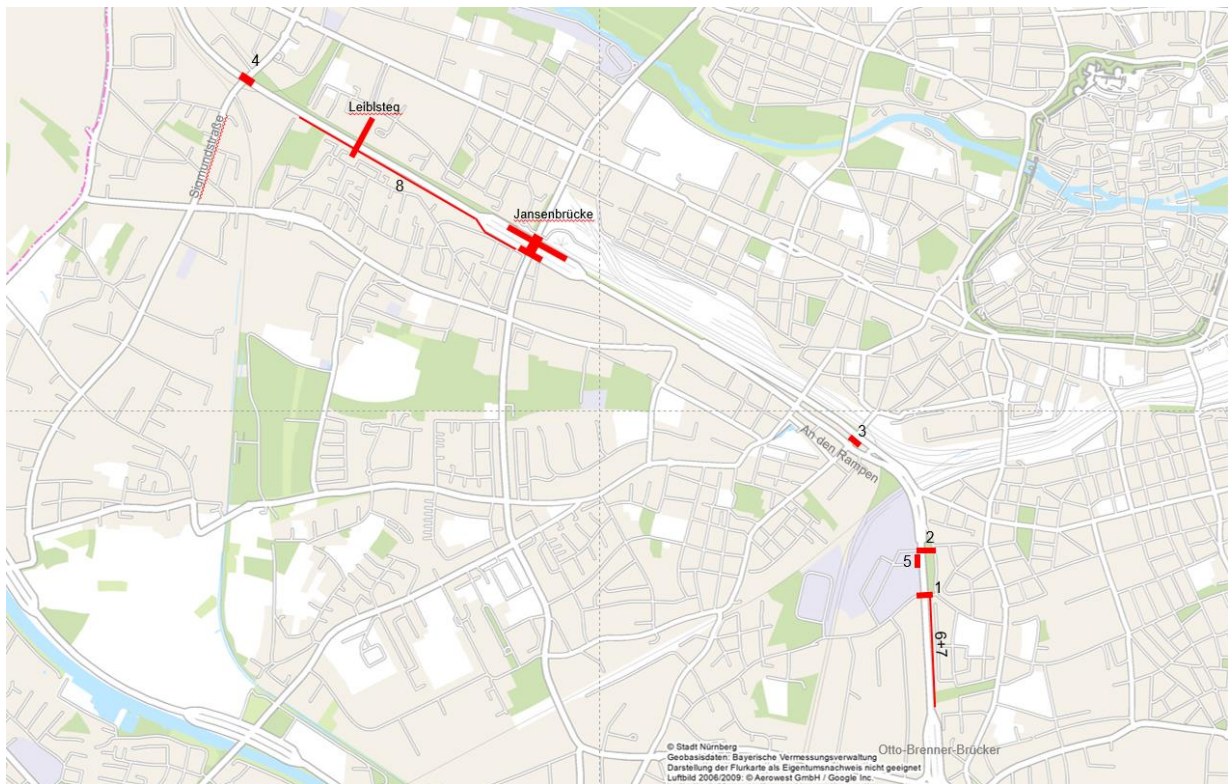 4
Leiblsteg
Sigmundstraße
8
Jansenbrücke
3
An den Rampen
2
5
1
6+7
Otto-Brenner-Brücker
© Stadt Nürnberg
Geobasisdaten: Bayerische Vermessungsverwaltung
Darstellung der Flurkarte als Eigentumsnachweis nicht geeignet
Luftbild 2006/2009: © Aerowest GmbH / Google Inc.